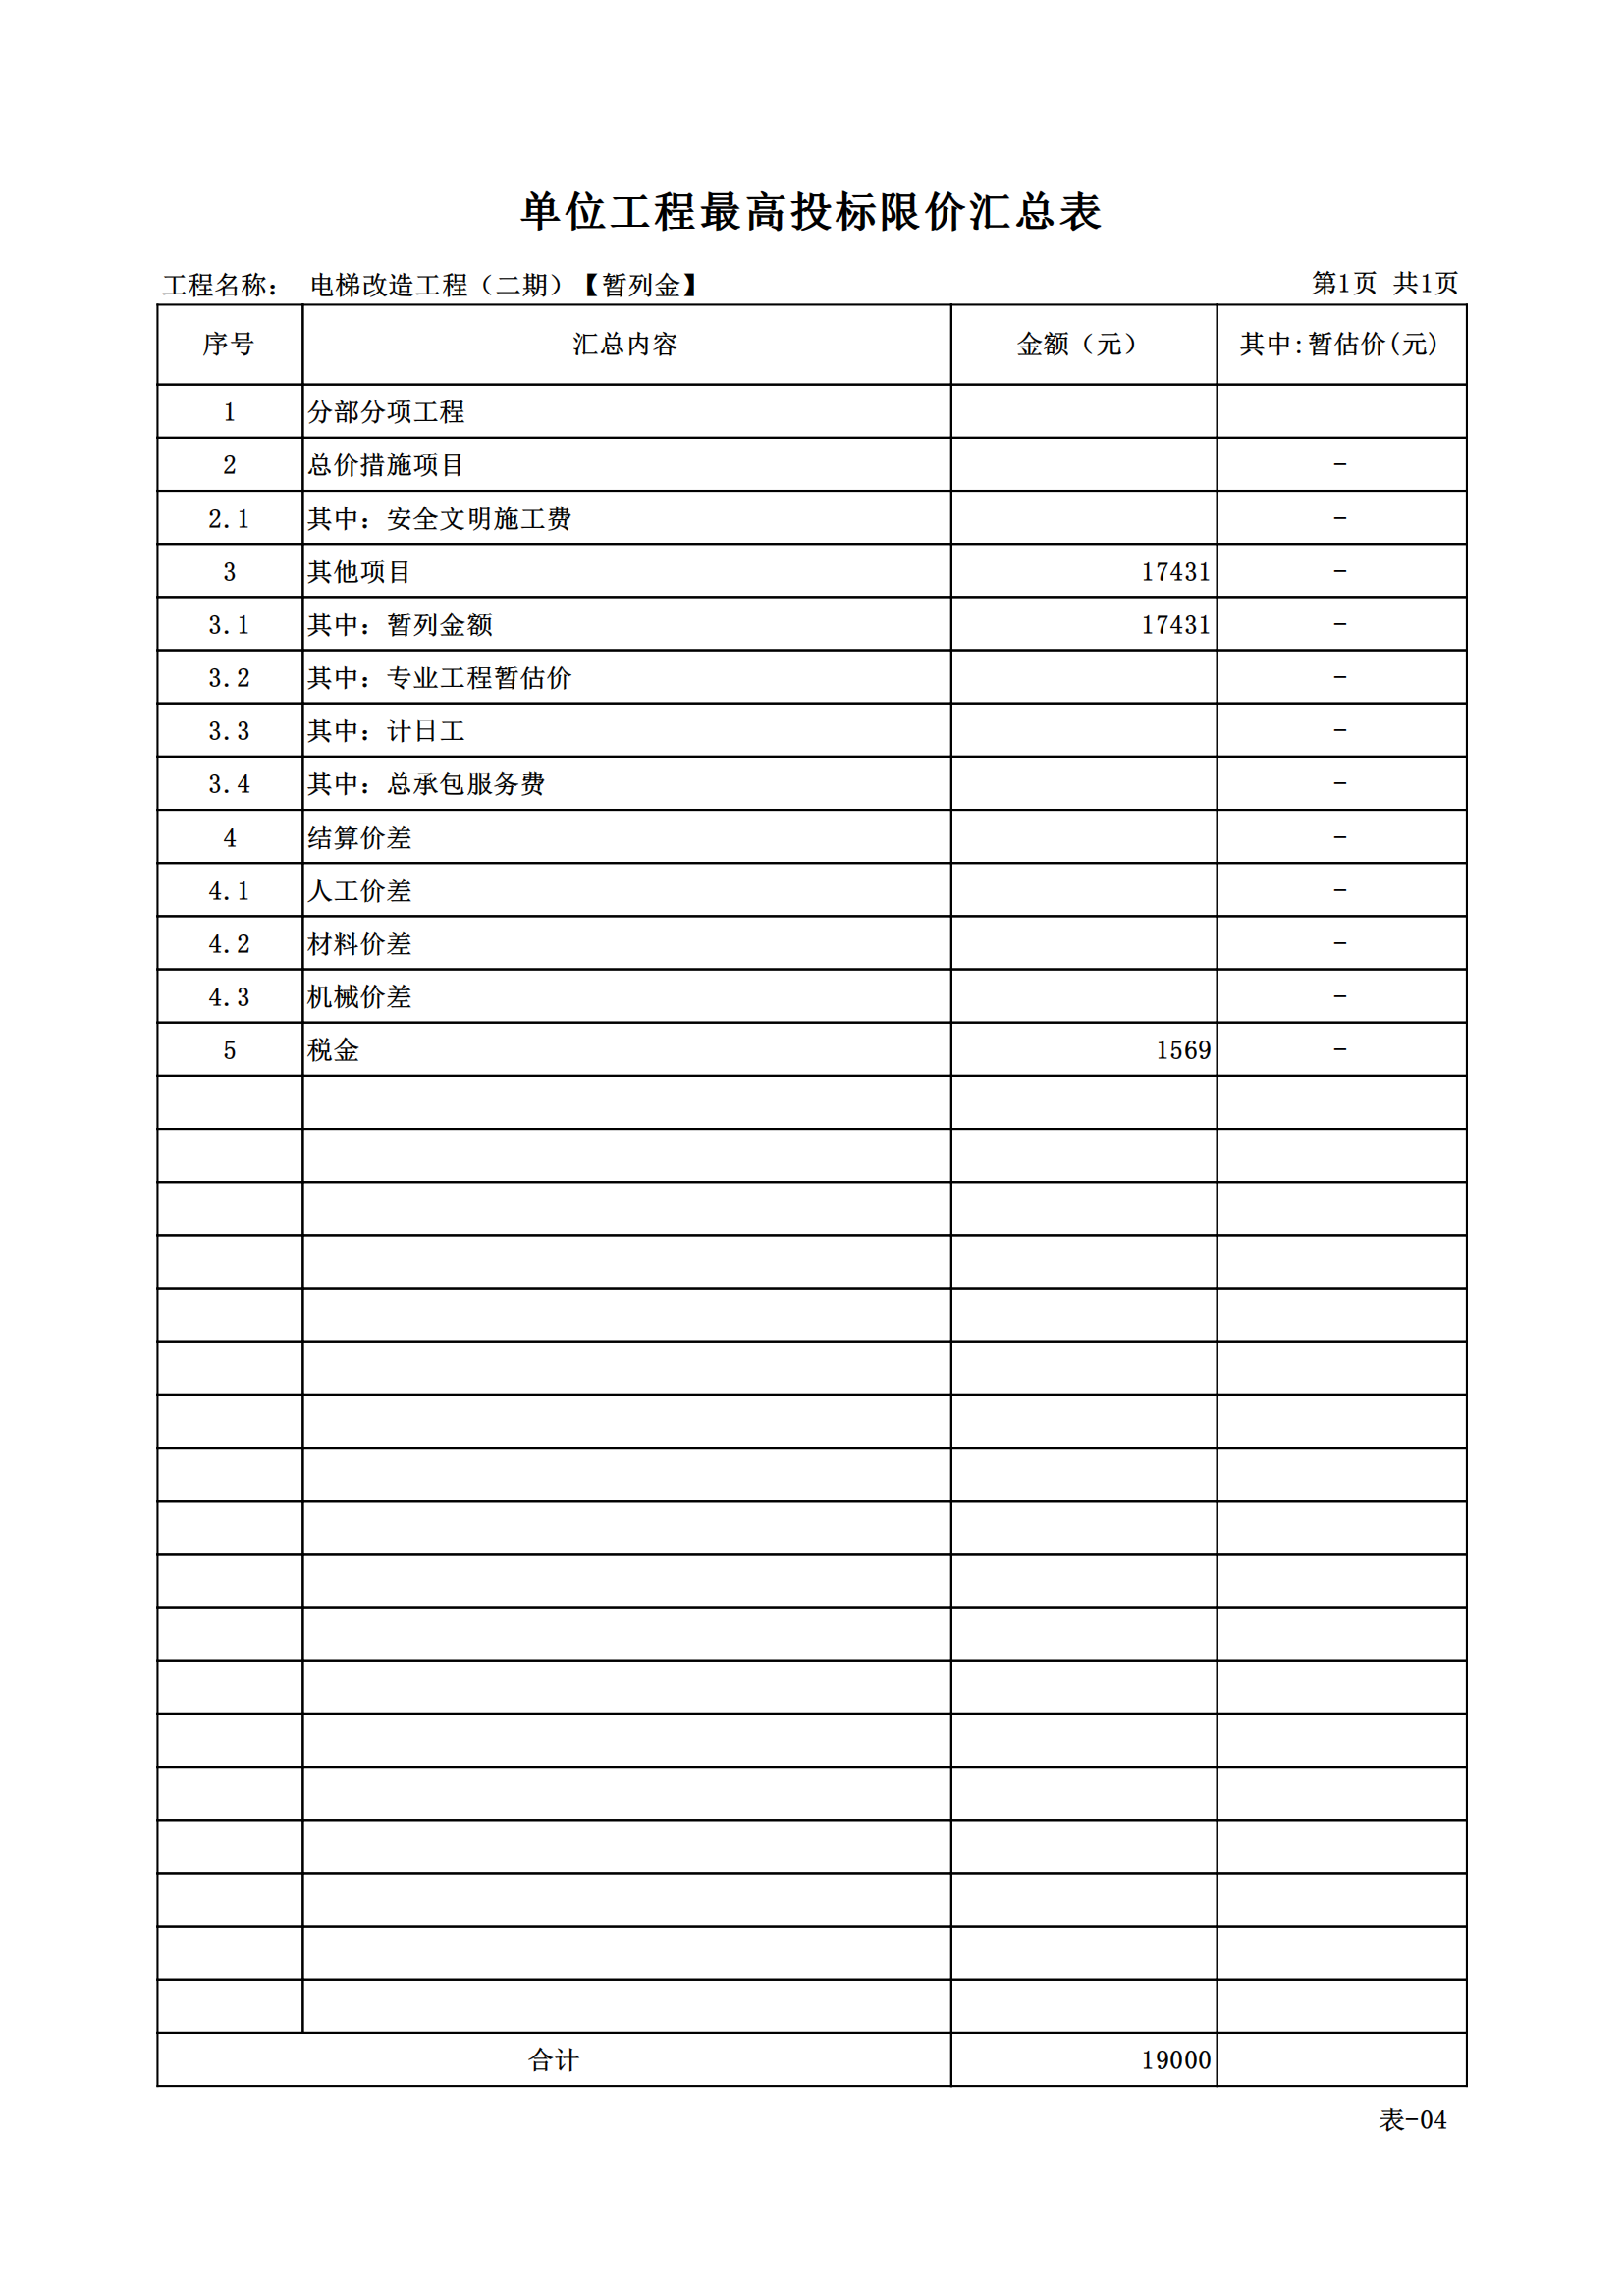 单位工程最高投标限价汇总表
工程名称： 电梯改造工程（二期）【暂列金】 第1页 共1页
序号 汇总内容 金额（元） 其中:暂估价(元)
1 分部分项工程
2 总价措施项目 -
2.1 其中：安全文明施工费 -
3 其他项目 17431 -
3.1 其中：暂列金额 17431 -
3.2 其中：专业工程暂估价 -
3.3 其中：计日工 -
3.4 其中：总承包服务费 -
4 结算价差 -
4.1 人工价差 -
4.2 材料价差 -
4.3 机械价差 -
5 税金 1569 -
合计 19000
表-04